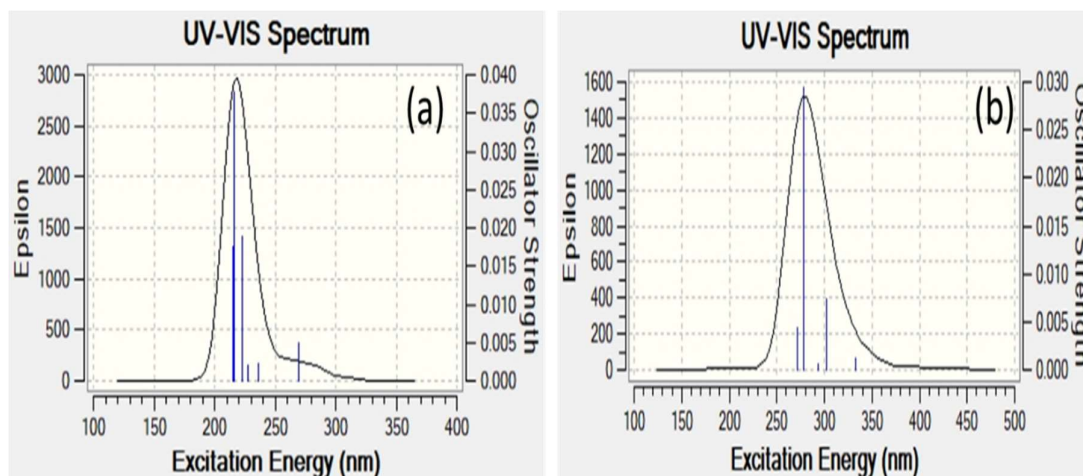 UV-VIS Spectrum
(a)
Epsilon
3000
2500
2000
1500
1000
500
0
0.040
0.035
0.030
0.025
0.020
0.015
0.010
0.005
0.000
Oscillator Strength
100 150 200 250 300 350 400
Excitation Energy (nm)
UV-VIS Spectrum
(b)
Epsilon
1600
1400
1200
1000
800
600
400
200
0
0.030
0.025
0.020
0.015
0.010
0.005
0.000
Oscillator Strength
100 150 200 250 300 350 400 450 500
Excitation Energy (nm)